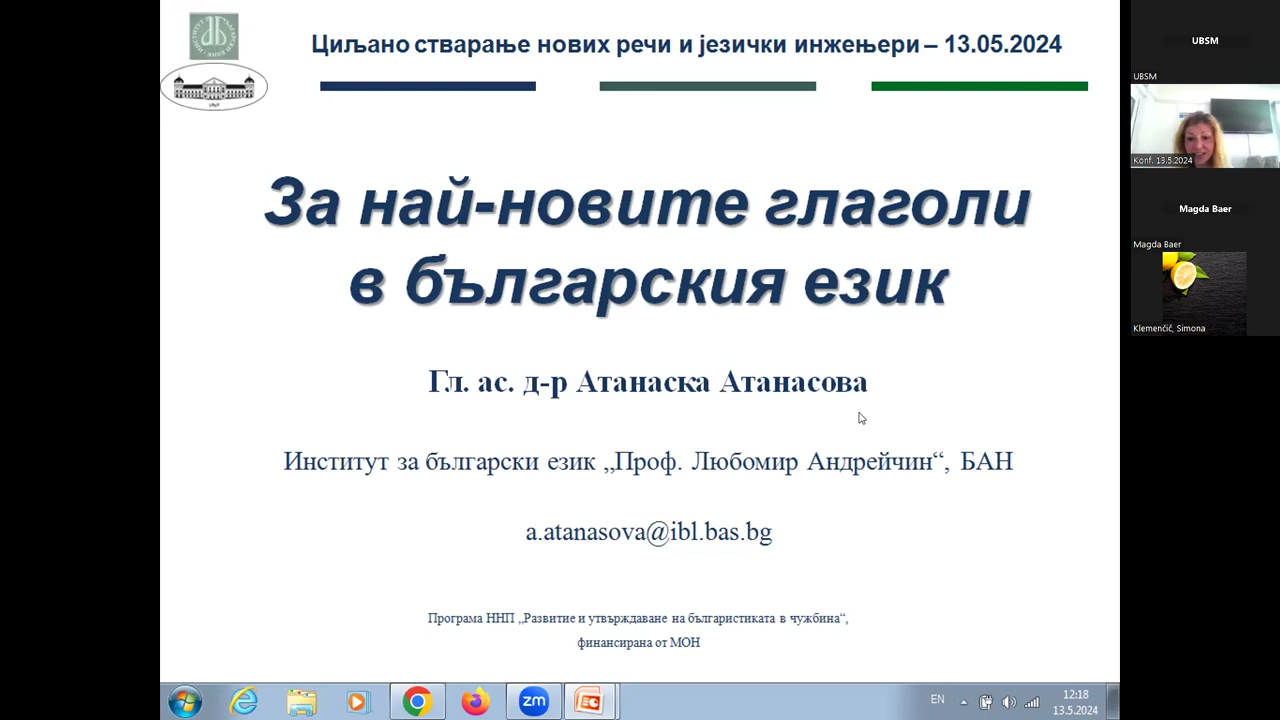 Циљано стварање нових речи и језички инжењери – 13.05.2024
За най-новите глаголи
в българския език
Гл. ас. д-р Атанаска Атанасова
Институт за български език „Проф. Любомир Андрейчин“, БАН
a.atanasova@ibl.bas.bg
Програма ННП „Развитие и утвърждаване на българистиката в чужбина“,
финансирана от МОН
UBSM
UBSM
Konf. 13.5.2024
Magda Baer
Magda Baer
Klemenčič, Simona
zm
EN
12:18
13.5.2024